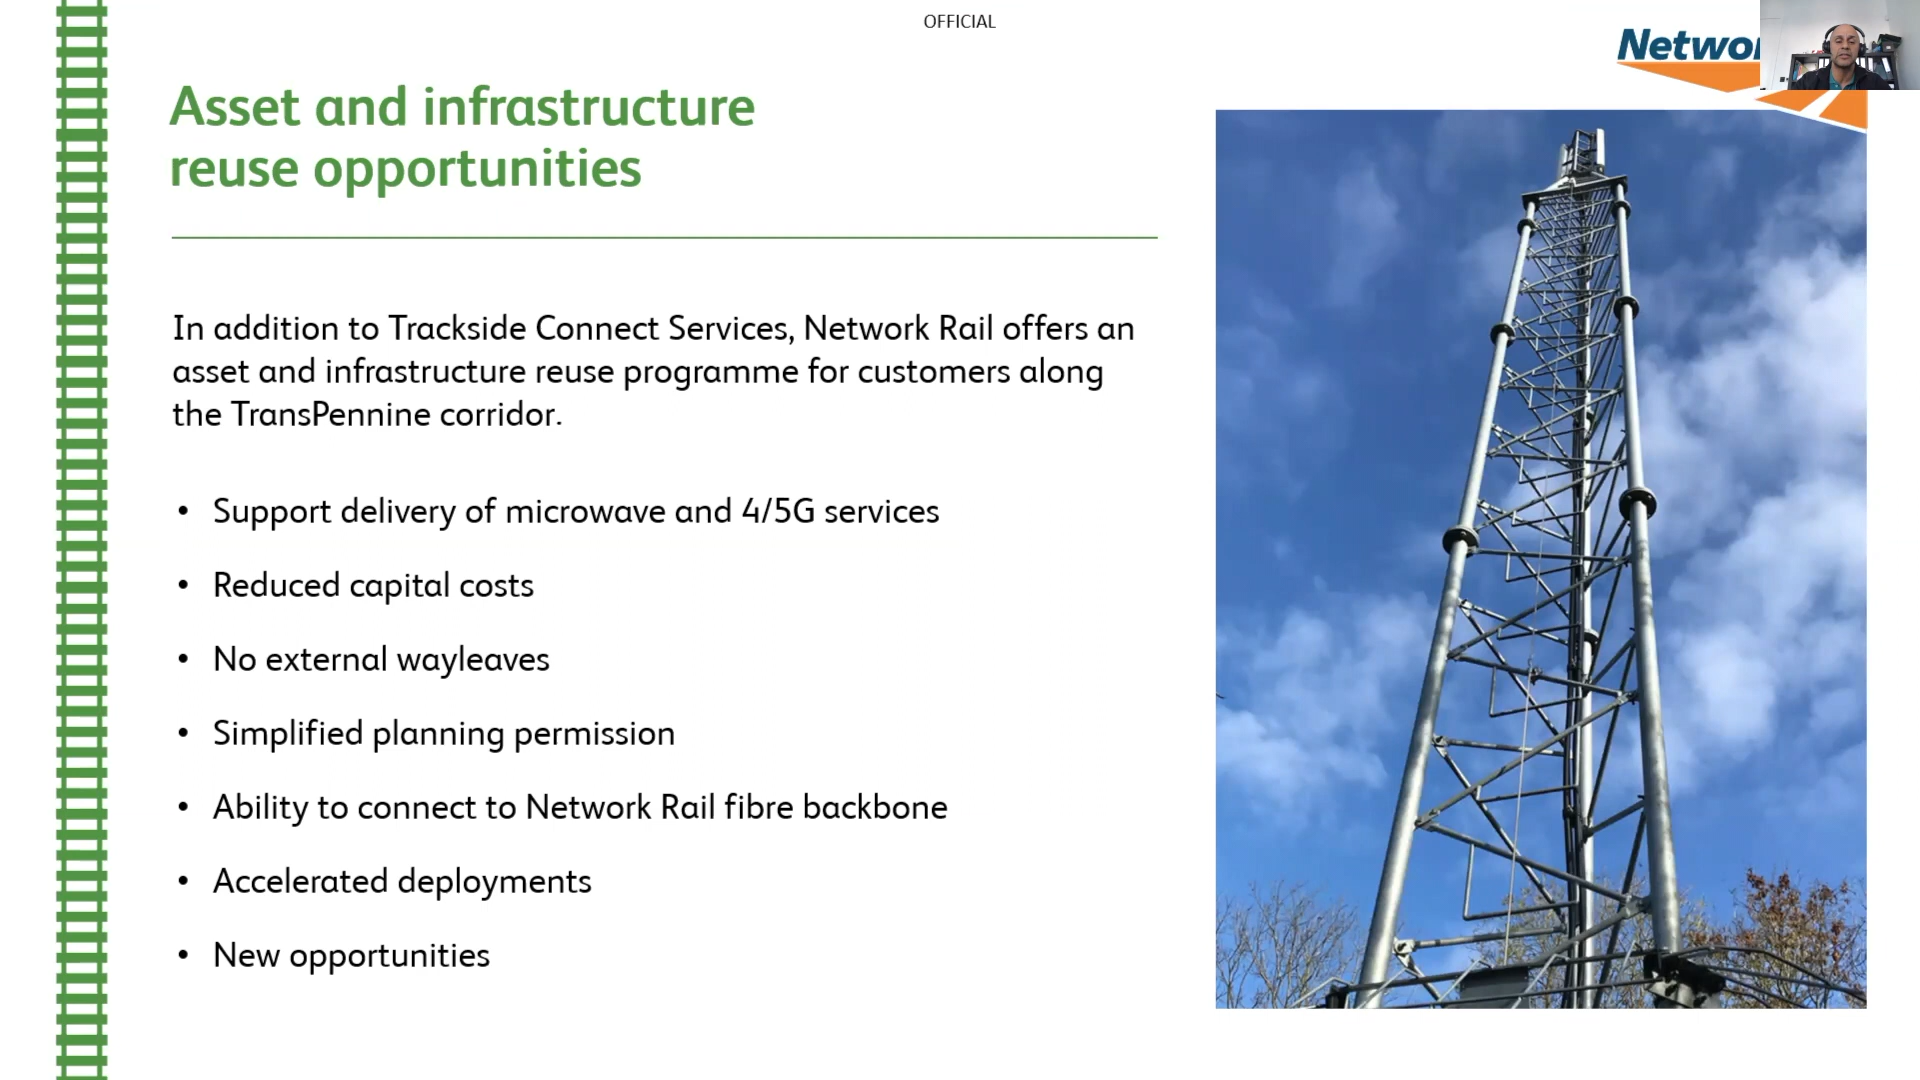 OFFICIAL
Asset and infrastructure
reuse opportunities
In addition to Trackside Connect Services, Network Rail offers an
asset and infrastructure reuse programme for customers along
the TransPennine corridor.
• Support delivery of microwave and 4/5G services
• Reduced capital costs
• No external wayleaves
• Simplified planning permission
• Ability to connect to Network Rail fibre backbone
• Accelerated deployments
• New opportunities